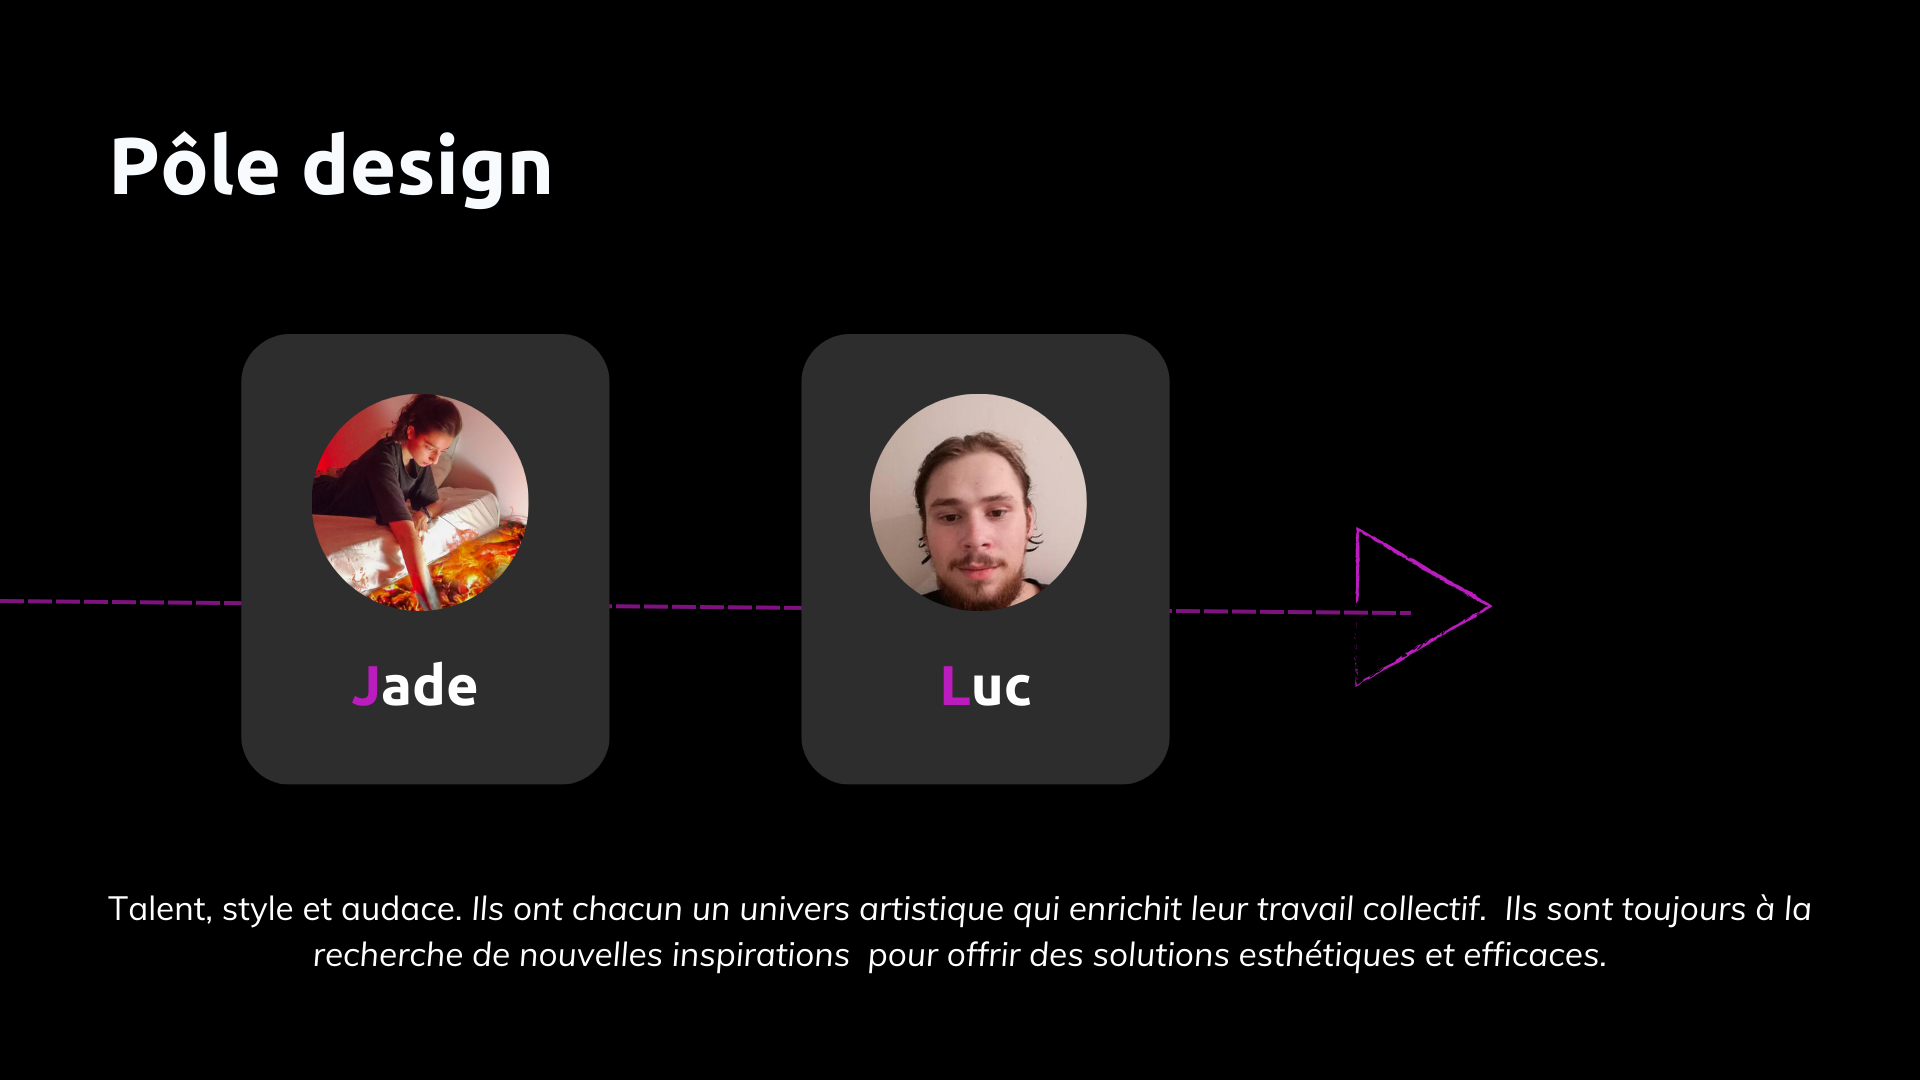 Pôle design
Jade
Luc
Talent, style et audace. Ils ont chacun un univers artistique qui enrichit leur travail collectif.  Ils sont toujours à la
recherche de nouvelles inspirations  pour offrir des solutions esthétiques et efficaces.